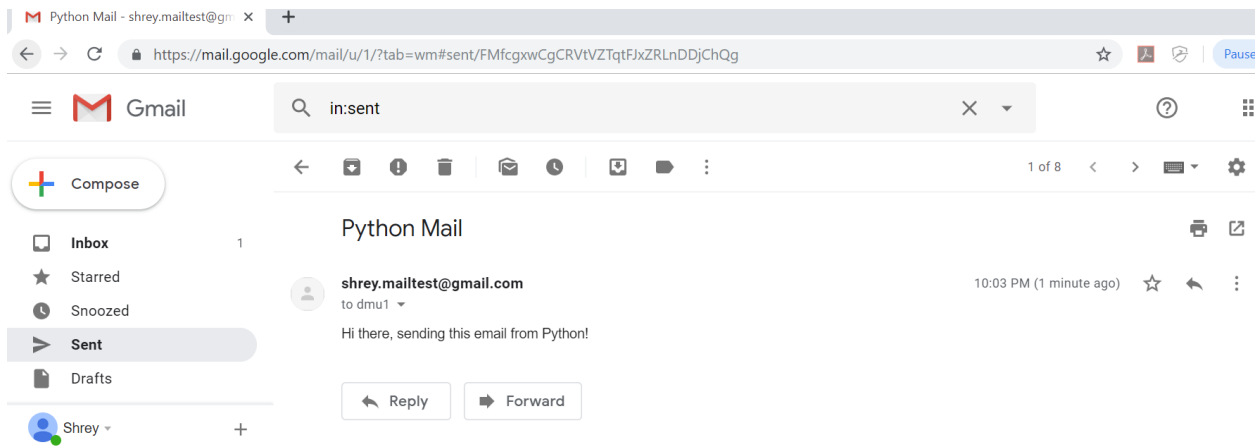 Python Mail - shrey.mailtest@gm
https://mail.google.com/mail/u/1/?tab=wm#sent/FMfcgxwCgCRVtVZTqtFJxZRLnDDjChQg
Pause
Gmail
in:sent
Compose
1 of 8
Python Mail
Inbox 1
Starred
Snoozed
Sent
Drafts
Shrey
shrey.mailtest@gmail.com 10:03 PM (1 minute ago)
to dmu1
Hi there, sending this email from Python!
Reply Forward